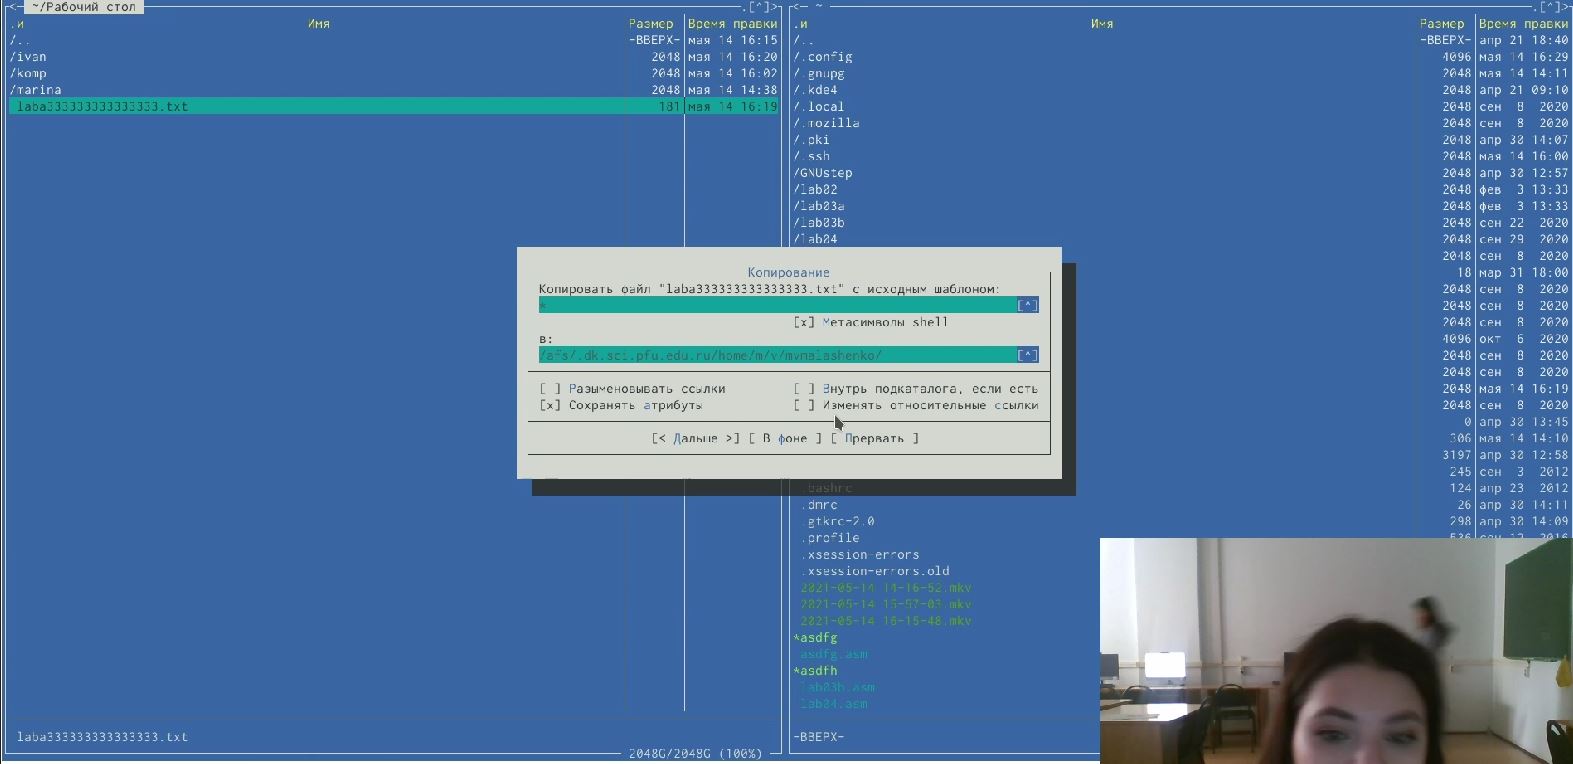 <- ~/Рабочий стол .[^]>
.и Имя Размер Время правки
/.. -ВВЕРХ- мая 14 16:15
/ivan 2048 мая 14 16:20
/komp 2048 мая 14 16:02
/marina 2048 мая 14 14:38
laba333333333333333.txt 181 мая 14 16:19
laba333333333333333.txt
2048G/2048G (100%)
<- ~ .[^]>
.и Имя Размер Время правки
/.. -ВВЕРХ- апр 21 18:40
/.config 4096 мая 14 16:29
/.gnupg 2048 мая 14 14:11
/.kde4 2048 апр 21 09:10
/.local 2048 сен 8 2020
/.mozilla 2048 сен 8 2020
/.pki 2048 апр 30 14:07
/.ssh 2048 мая 14 16:00
/GNUstep 2048 апр 30 12:57
/lab02 2048 фев 3 13:33
/lab03a 2048 фев 3 13:33
/lab03b 2048 сен 22 2020
/lab04 2048 сен 29 2020
2048 сен 8 2020
18 мар 31 18:00
2048 сен 8 2020
2048 сен 8 2020
2048 сен 8 2020
4096 окт 6 2020
2048 сен 8 2020
2048 сен 8 2020
2048 мая 14 16:19
2048 сен 8 2020
0 апр 30 13:45
306 мая 14 14:10
3197 апр 30 12:58
245 сен 3 2012
.bashrc 124 апр 23 2012
.dmrc 26 апр 30 14:11
.gtkrc-2.0 298 апр 30 14:09
.profile
.xsession-errors
.xsession-errors.old
2021-05-14 14-16-52.mkv
2021-05-14 15-57-03.mkv
2021-05-14 16-15-48.mkv
*asdfg
asdfg.asm
*asdfh
lab03b.asm
lab04.asm
-ВВЕРХ-
Копирование
Копировать файл "laba333333333333333.txt" с исходным шаблоном:
* [^]
[x] Метасимволы shell
в:
/afs/.dk.sci.pfu.edu.ru/home/m/v/mvmalashenko/ [^]
[ ] Разыменовывать ссылки [ ] Внутрь подкаталога, если есть
[x] Сохранять атрибуты [ ] Изменять относительные ссылки
[< Дальше >] [ В фоне ] [ Прервать ]